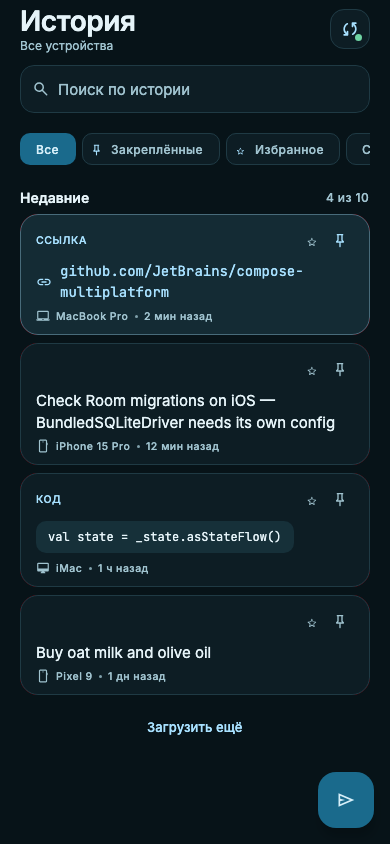 История
Все устройства
Поиск по истории
Все
Закреплённые
Избранное
Недавние
4 из 10
ССЫЛКА
github.com/JetBrains/compose-
multiplatform
MacBook Pro • 2 мин назад
Check Room migrations on iOS —
BundledSQLiteDriver needs its own config
iPhone 15 Pro • 12 мин назад
КОД
val state = _state.asStateFlow()
iMac • 1 ч назад
Buy oat milk and olive oil
Pixel 9 • 1 дн назад
Загрузить ещё